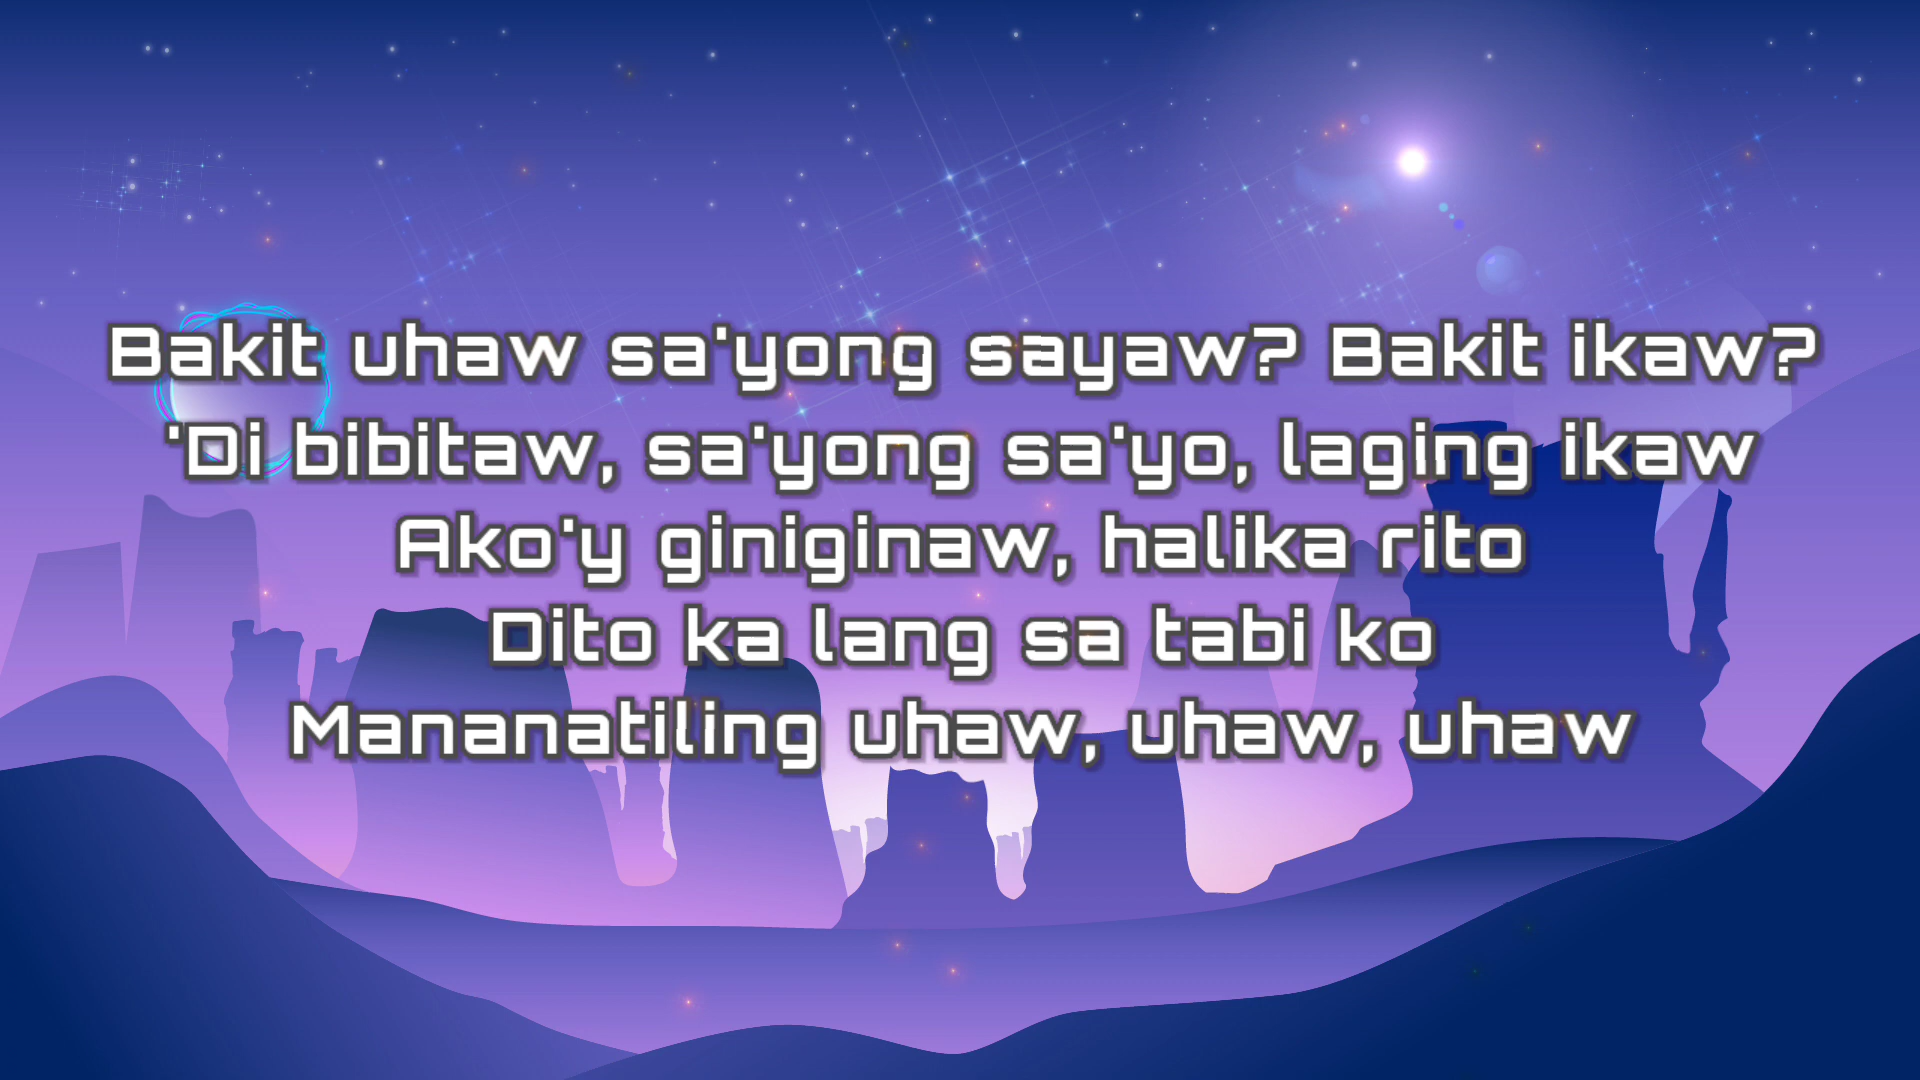 Bakit uhaw sa'yong sayaw? Bakit ikaw?
'Di bibitaw, sa'yong sa'yo, laging ikaw
Ako'y giniginaw, halika rito
Dito ka lang sa tabi ko
Mananatiling uhaw, uhaw, uhaw